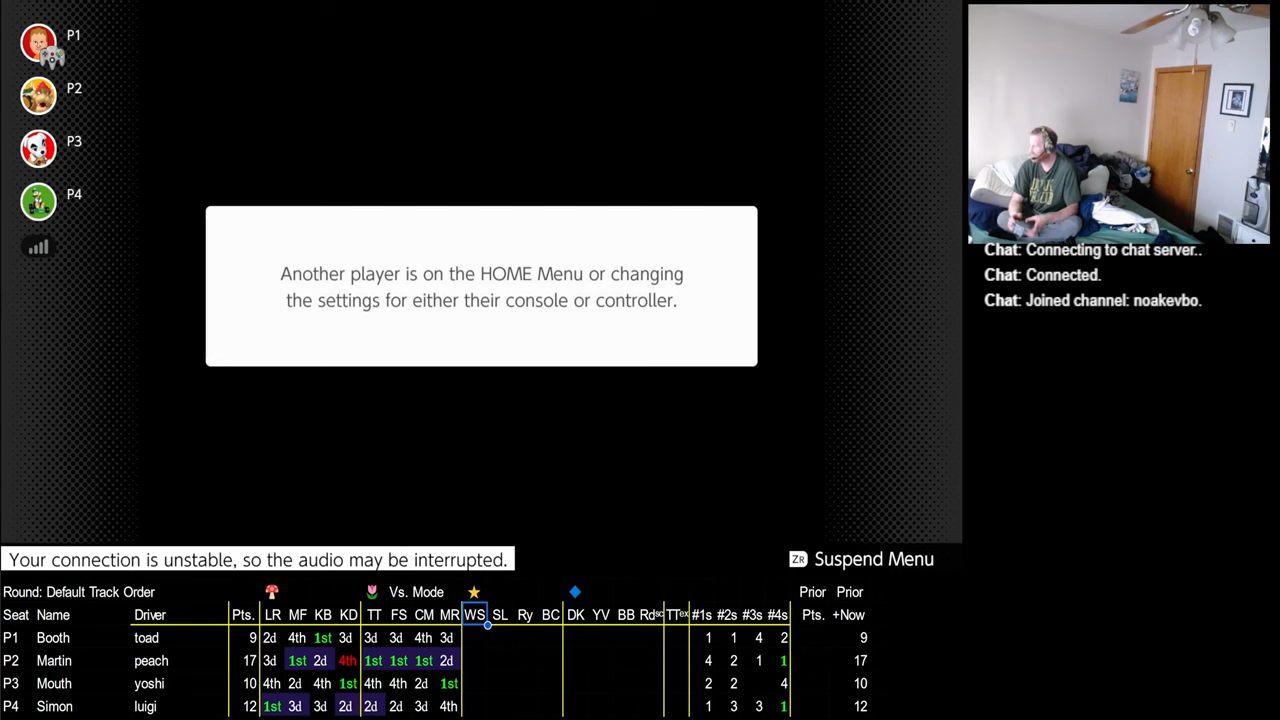 P1
P2
P3
P4
Another player is on the HOME Menu or changing
the settings for either their console or controller.
Your connection is unstable, so the audio may be interrupted.
ZR Suspend Menu
Chat: Connecting to chat server..
Chat: Connected.
Chat: Joined channel: noakevbo.
Round: Default Track Order Vs. Mode Prior Prior
Seat Name Driver Pts. LR MF KB KD TT FS CM MR WS SL Ry BC DK YV BB Rdsc TTex #1s #2s #3s #4s Pts. +Now
P1 Booth toad 9 2d 4th 1st 3d 3d 3d 4th 3d 1 1 4 2 9
P2 Martin peach 17 3d 1st 2d 4th 1st 1st 1st 2d 4 2 1 1 17
P3 Mouth yoshi 10 4th 2d 4th 1st 4th 4th 2d 1st 2 2 4 10
P4 Simon luigi 12 1st 3d 3d 2d 2d 2d 3d 4th 1 3 3 1 12